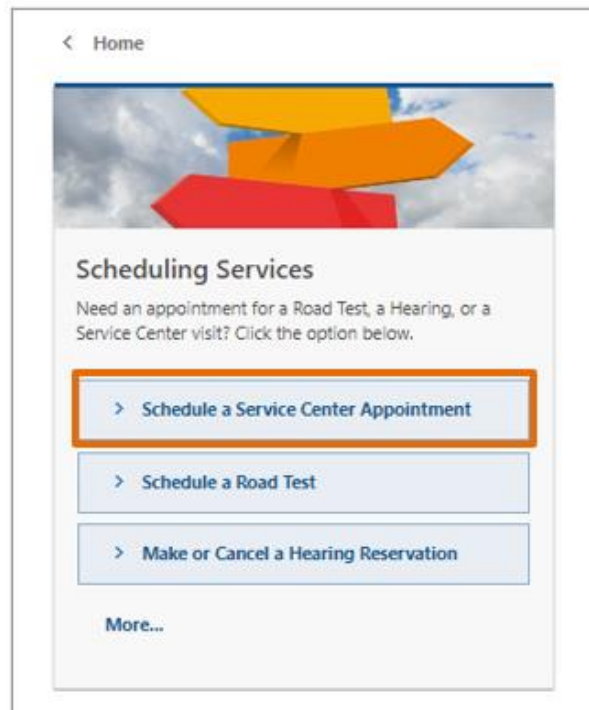 < Home
Scheduling Services
Need an appointment for a Road Test, a Hearing, or a
Service Center visit? Click the option below.
> Schedule a Service Center Appointment
> Schedule a Road Test
> Make or Cancel a Hearing Reservation
More...